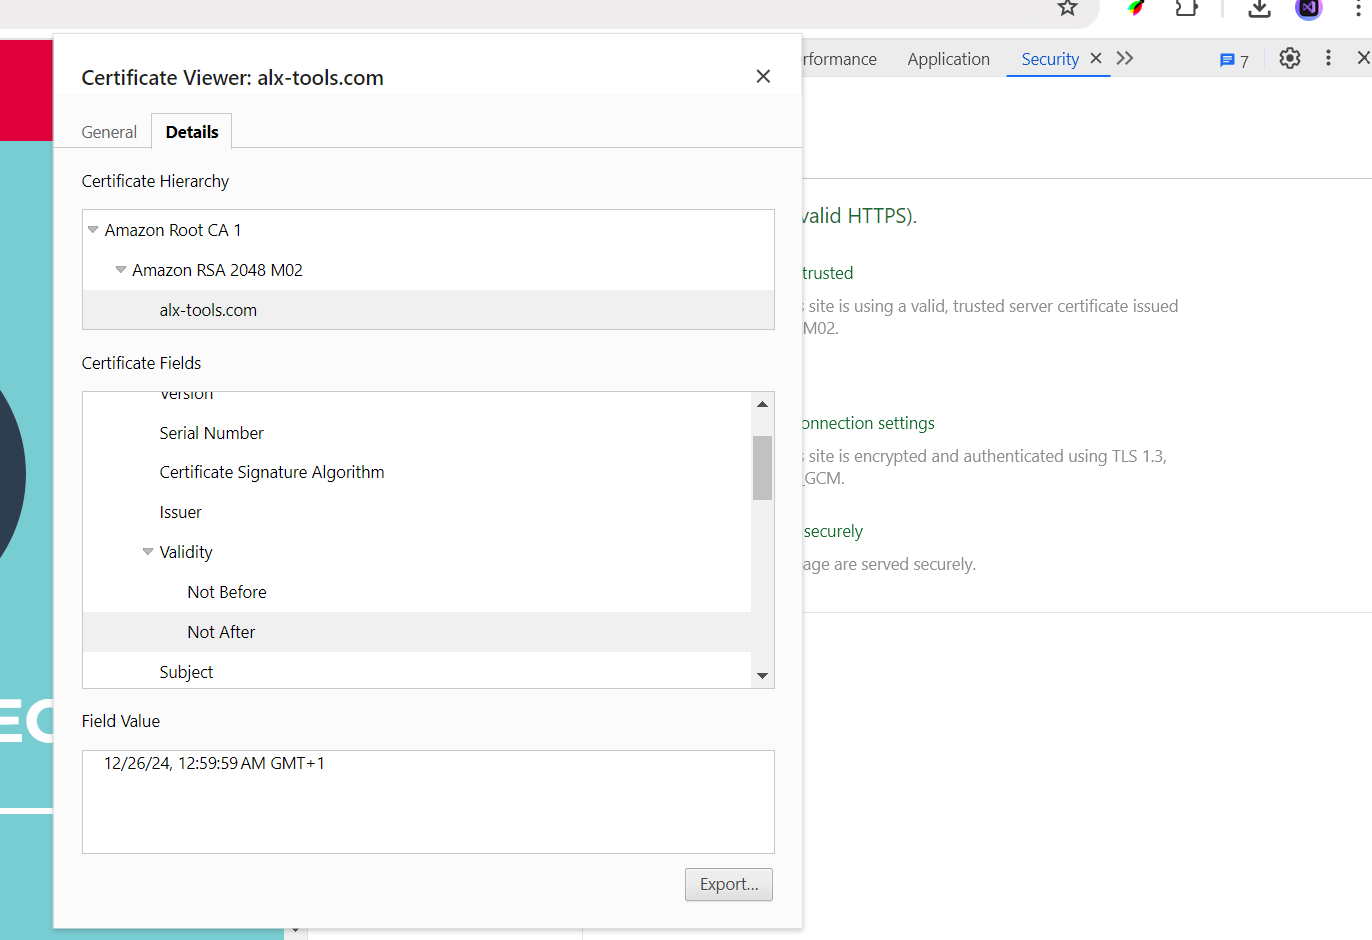 Certificate Viewer: alx-tools.com
General
Details
Certificate Hierarchy
Amazon Root CA 1
Amazon RSA 2048 M02
alx-tools.com
Certificate Fields
Version
Serial Number
Certificate Signature Algorithm
Issuer
Validity
Not Before
Not After
Subject
Field Value
12/26/24, 12:59:59 AM GMT+1
Export...
rformance
Application
Security
7
valid HTTPS).
trusted
site is using a valid, trusted server certificate issued
M02.
onnection settings
site is encrypted and authenticated using TLS 1.3,
_GCM.
securely
age are served securely.
EC